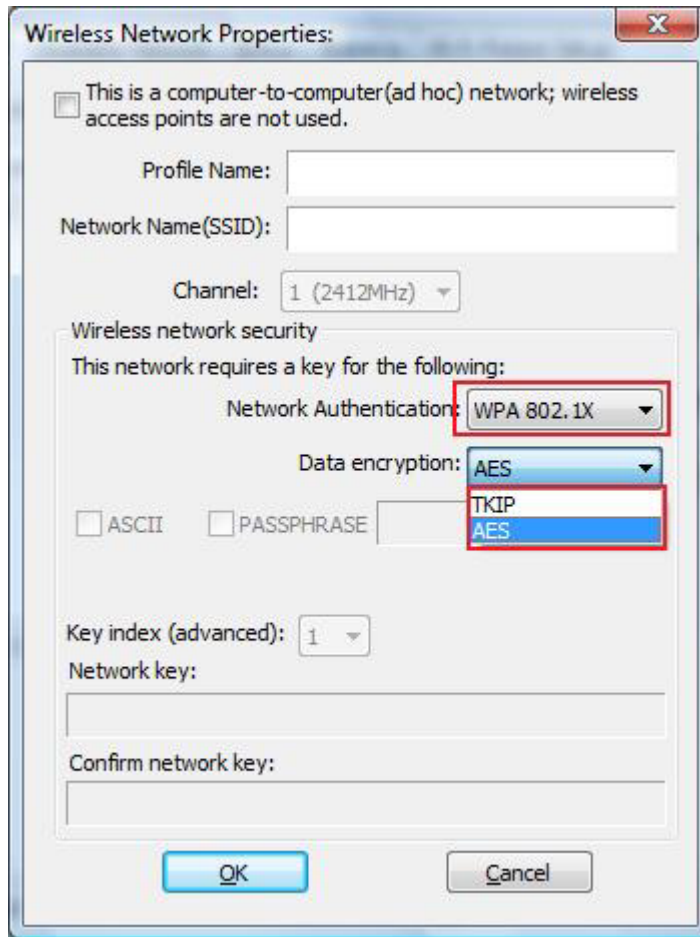 Wireless Network Properties:
This is a computer-to-computer(ad hoc) network; wireless
access points are not used.
Profile Name:
Network Name(SSID):
Channel: 1 (2412MHz)
Wireless network security
This network requires a key for the following:
Network Authentication: WPA 802.1X
Data encryption: AES
TKIP
AES
ASCII PASSPHRASE
Key index (advanced): 1
Network key:
Confirm network key:
OK Cancel